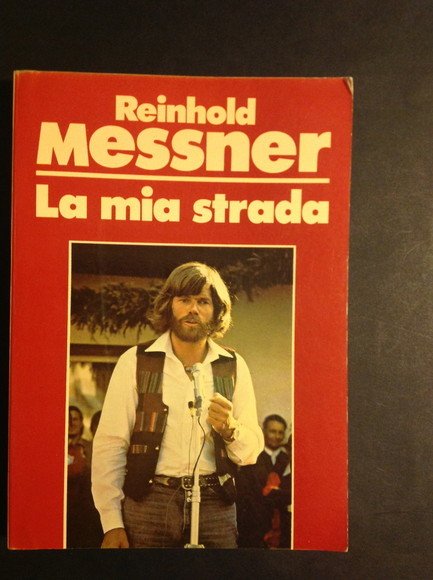 Reinhold
Messner
La mia strada